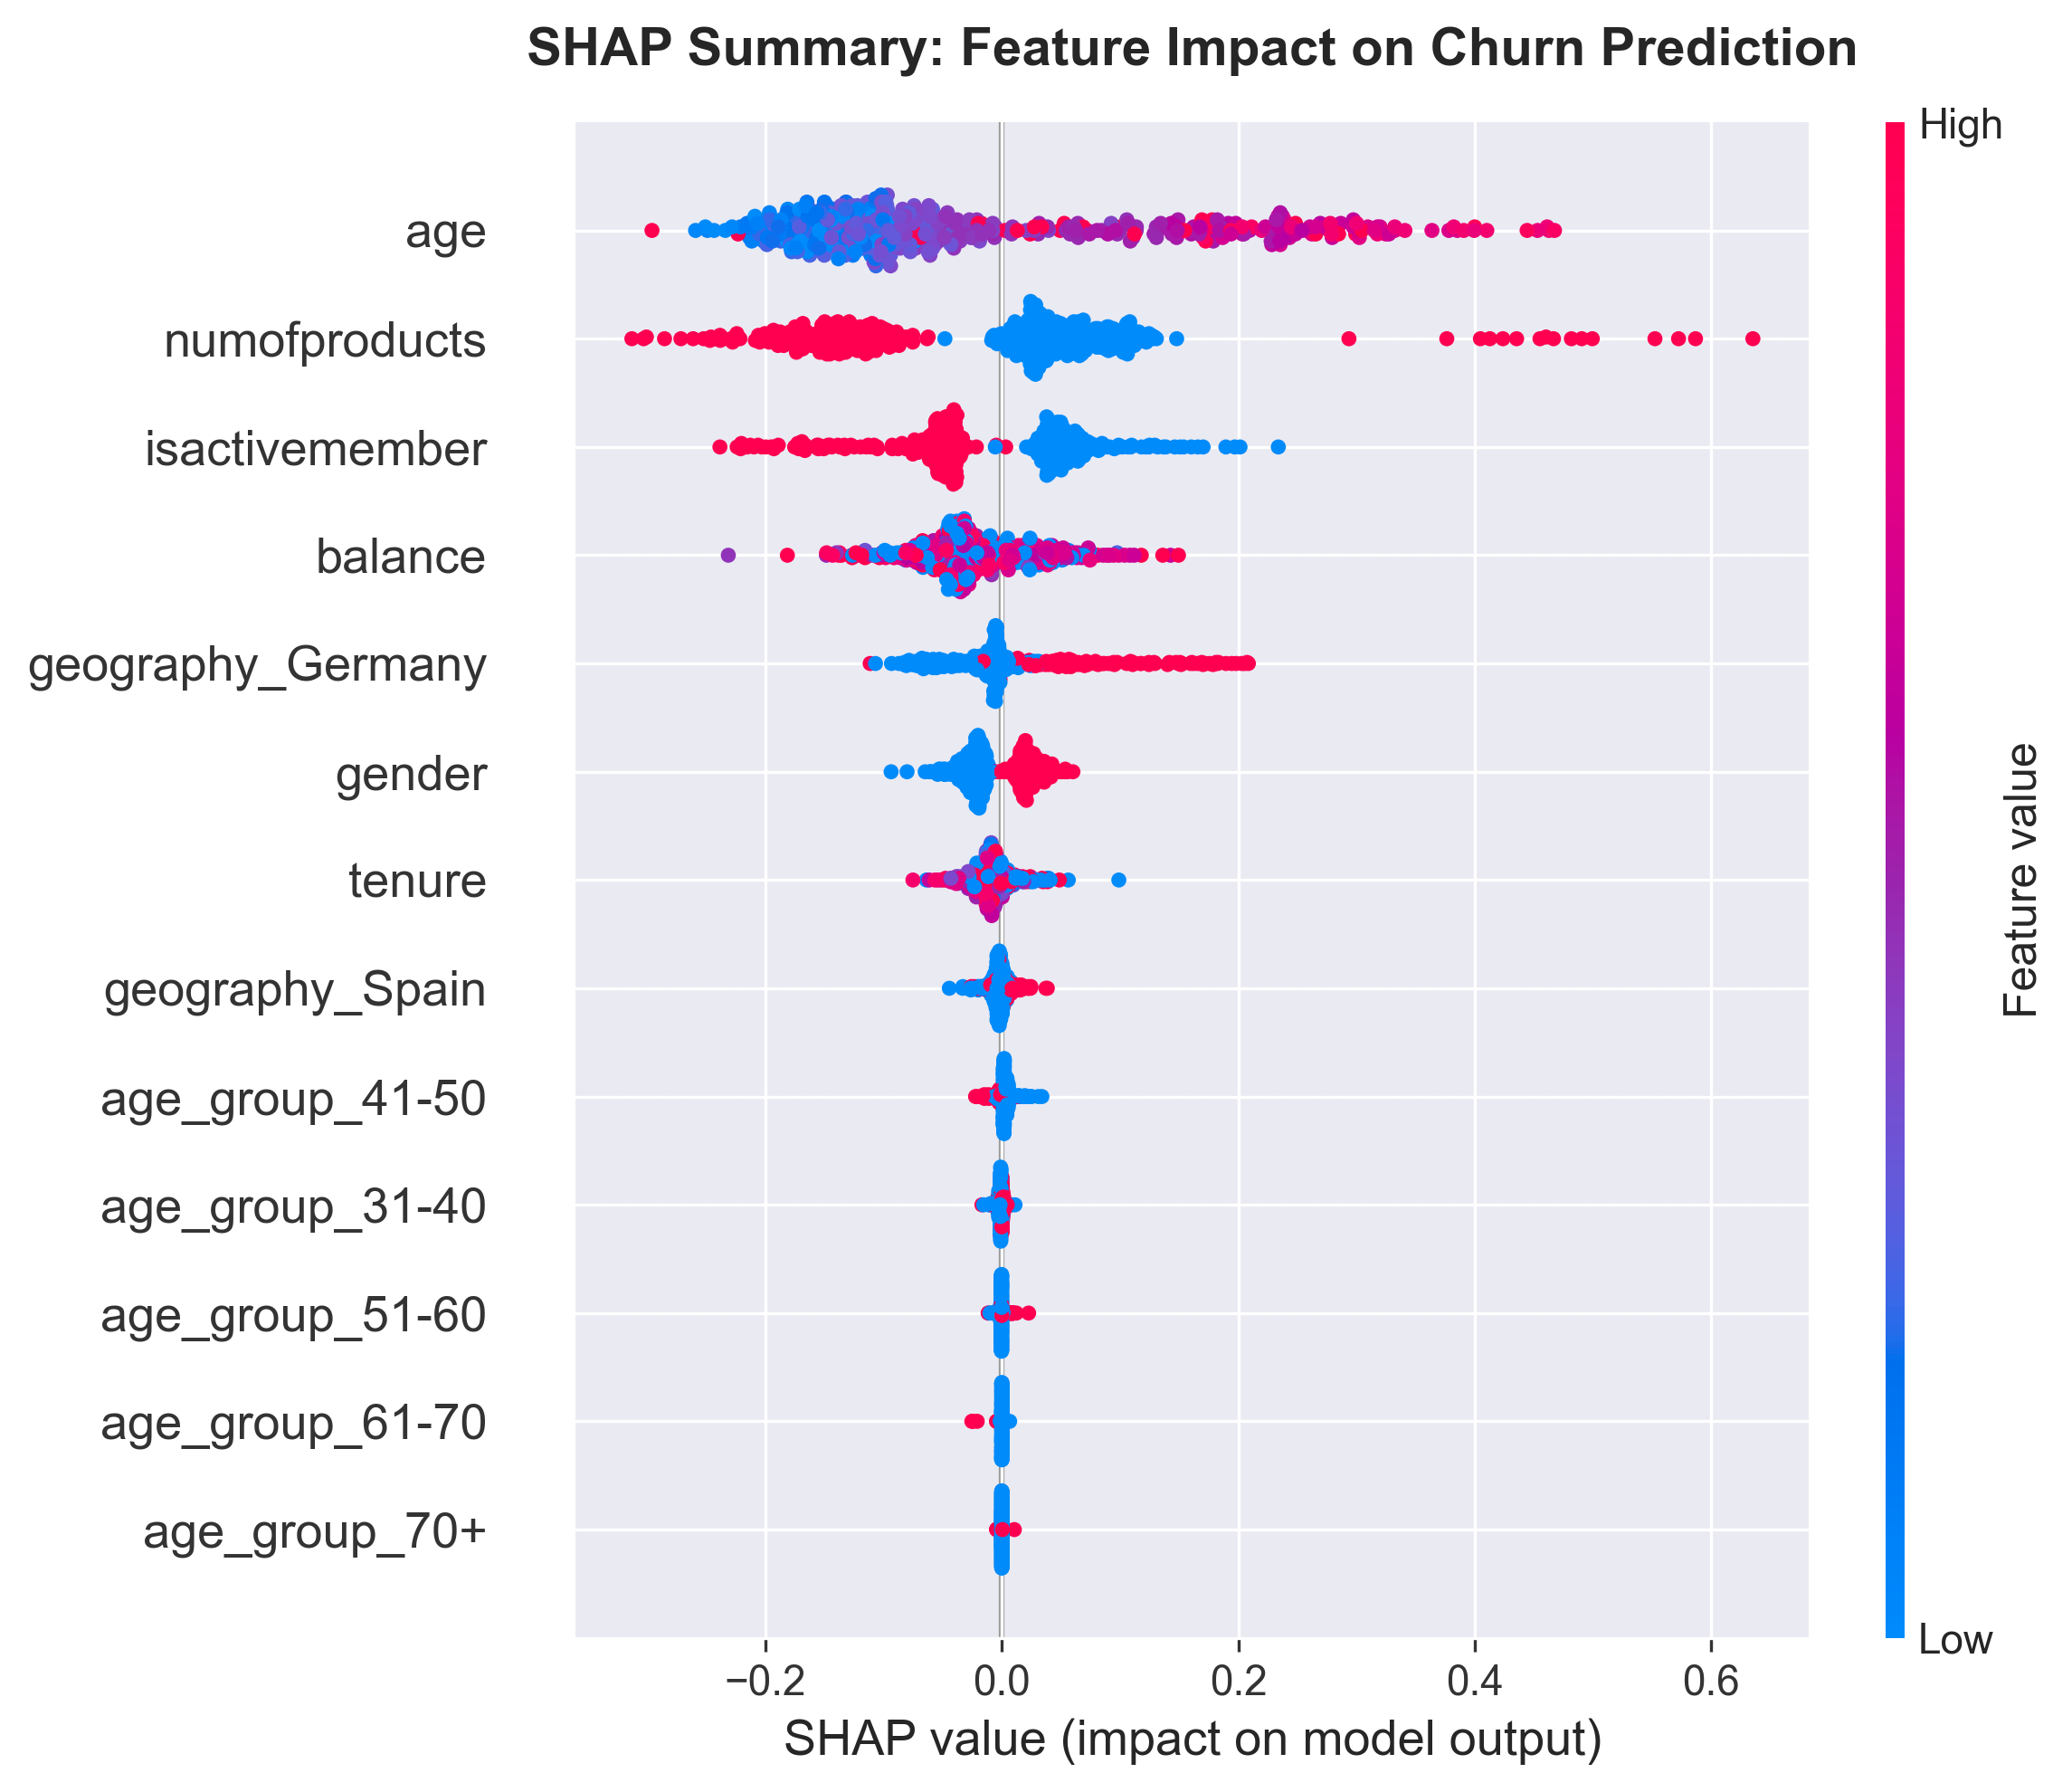 SHAP Summary: Feature Impact on Churn Prediction
High
age
numofproducts
isactivemember
balance
geography_Germany
gender
tenure
geography_Spain
age_group_41-50
age_group_31-40
age_group_51-60
age_group_61-70
age_group_70+
Feature value
Low
−0.2 0.0 0.2 0.4 0.6
SHAP value (impact on model output)